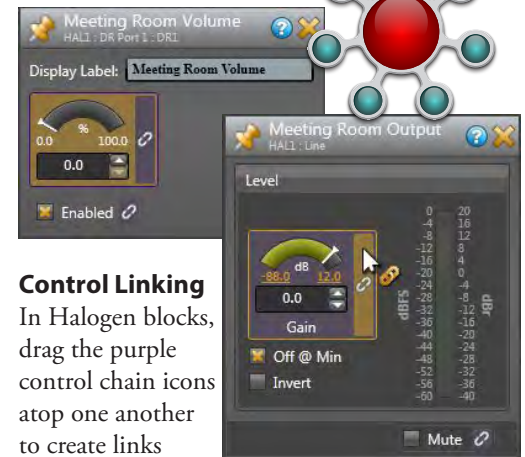 Meeting Room Volume
HAL1 : DR Port 1 : DR1
Display Label: Meeting Room Volume
%
0.0 100.0
0.0
Enabled
Control Linking
In Halogen blocks,
drag the purple
control chain icons
atop one another
to create links
Meeting Room Output
HAL1 : Line
Level
dB
-88.0 12.0
0.0
Gain
Off @ Min
Invert
dBFS
0 20
-4 16
-8 12
-12 8
-16 4
-20 0
-24 -4
-28 -8
-32 -12
-36 -16
-40 -20
-44 -24
-48 -28
-52 -32
-56 -36
-60 -40
dBr
Mute